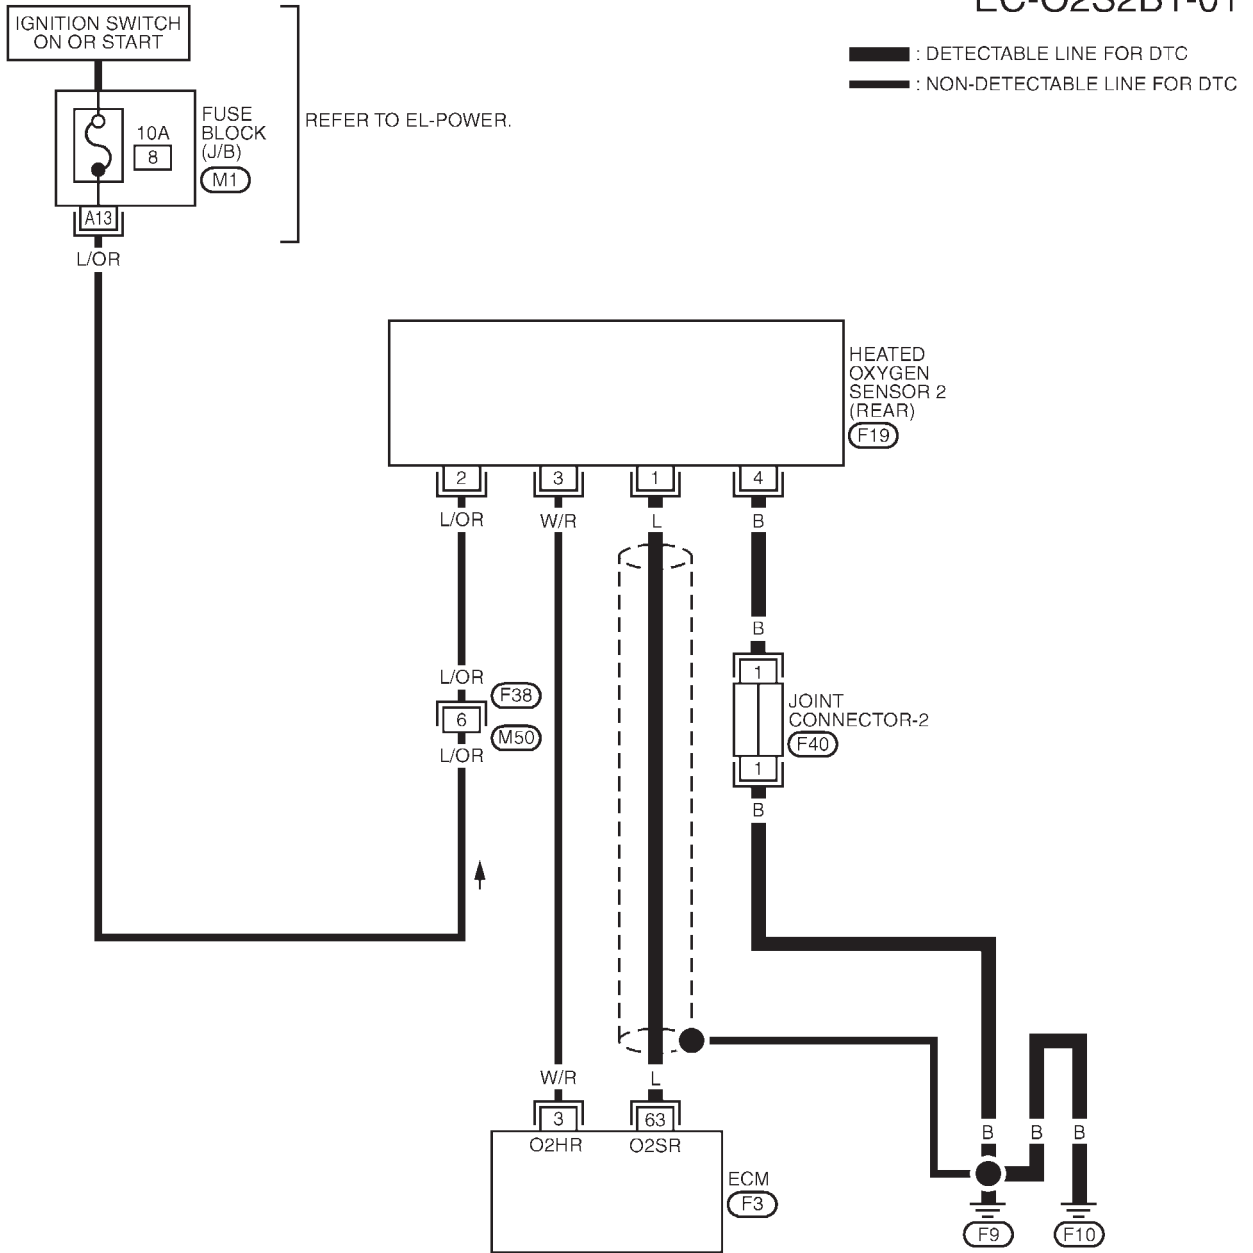 EC-O2S2B1-01
IGNITION SWITCH
ON OR START
: DETECTABLE LINE FOR DTC
: NON-DETECTABLE LINE FOR DTC
10A
8
FUSE
BLOCK
(J/B)
M1
REFER TO EL-POWER.
A13
L/OR
HEATED
OXYGEN
SENSOR 2
(REAR)
F19
2
3
1
4
L/OR
W/R
L
B
B
L/OR
F38
6
M50
L/OR
1
JOINT
CONNECTOR-2
F40
1
B
W/R
L
3
63
O2HR
O2SR
ECM
F3
B
B
B
F9
F10